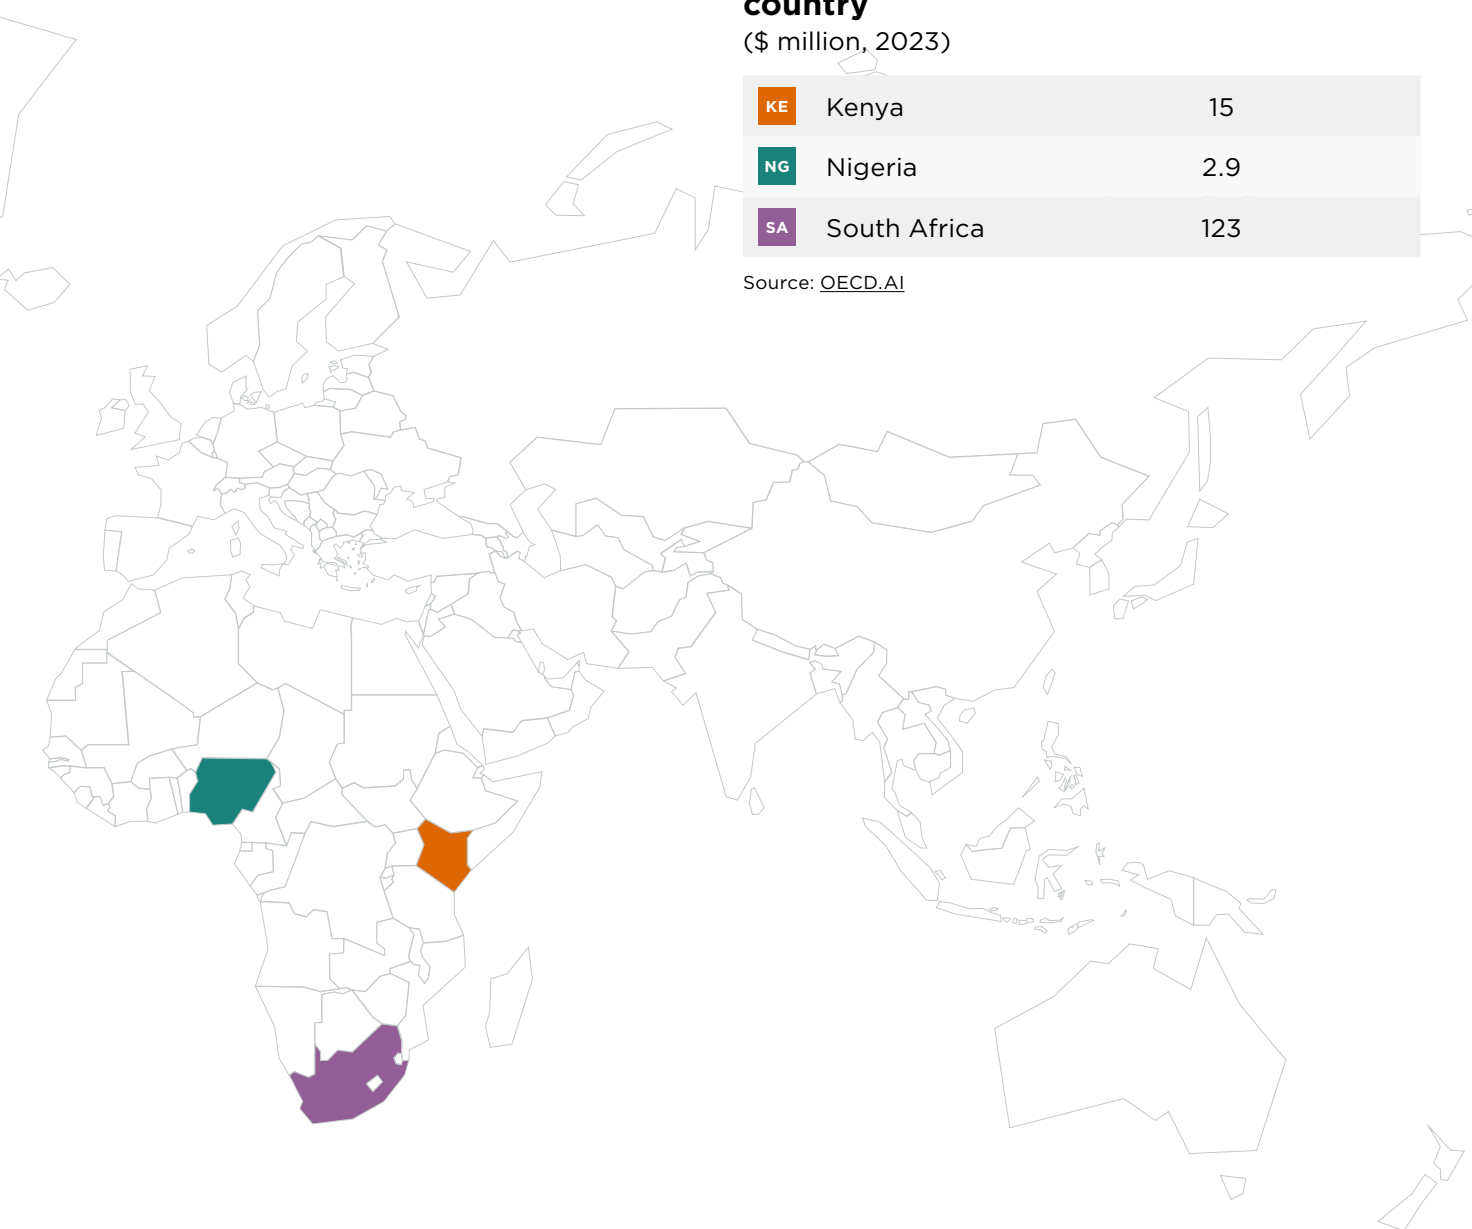 country
($ million, 2023)
KE Kenya 15
NG Nigeria 2.9
SA South Africa 123
Source: OECD.AI